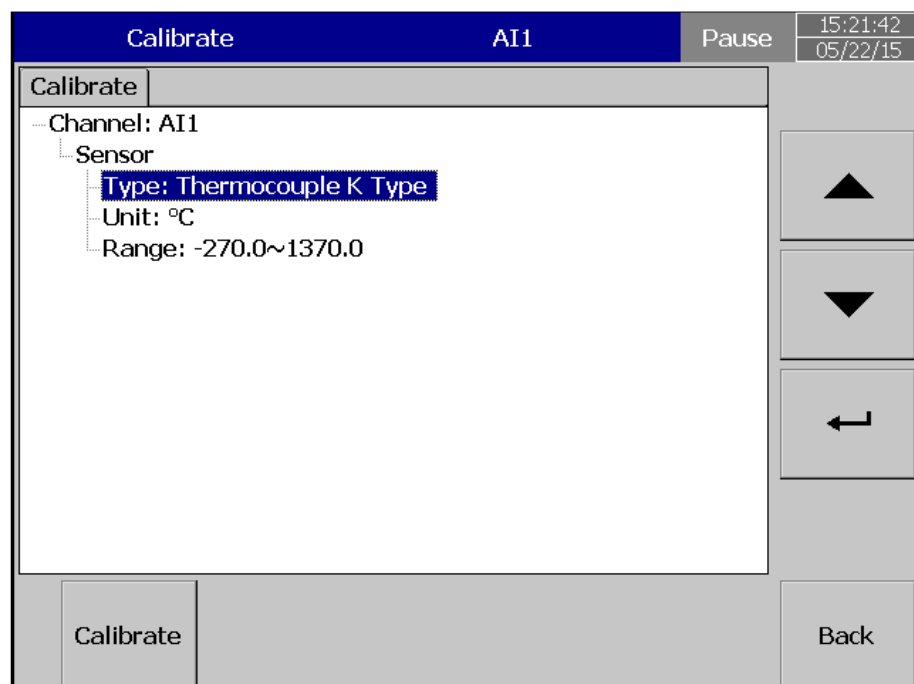 Calibrate AI1 Pause 15:21:42
05/22/15
Calibrate
Channel: AI1
Sensor
Type: Thermocouple K Type
Unit: ºC
Range: -270.0~1370.0
Calibrate Back